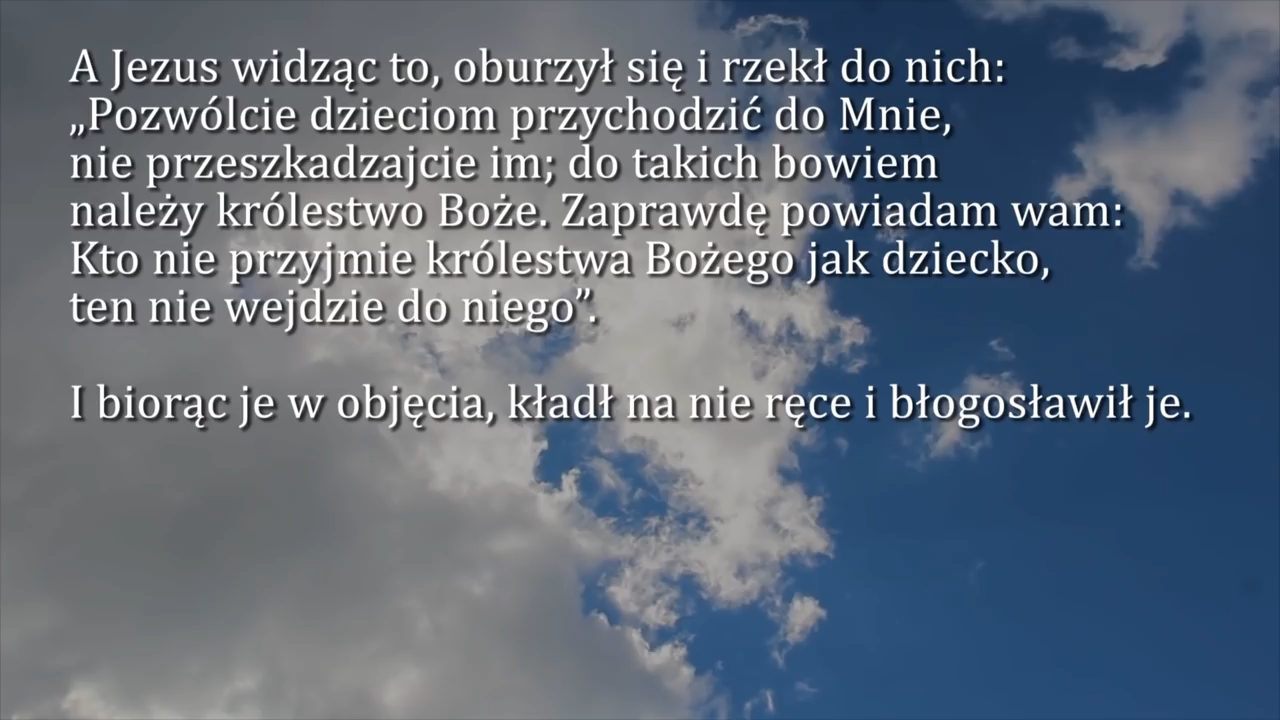 A Jezus widząc to, oburzył się i rzekł do nich:
„Pozwólcie dzieciom przychodzić do Mnie,
nie przeszkadzajcie im; do takich bowiem
należy królestwo Boże. Zaprawdę powiadam wam:
Kto nie przyjmie królestwa Bożego jak dziecko,
ten nie wejdzie do niego”.
I biorąc je w objęcia, kładł na nie ręce i błogosławił je.